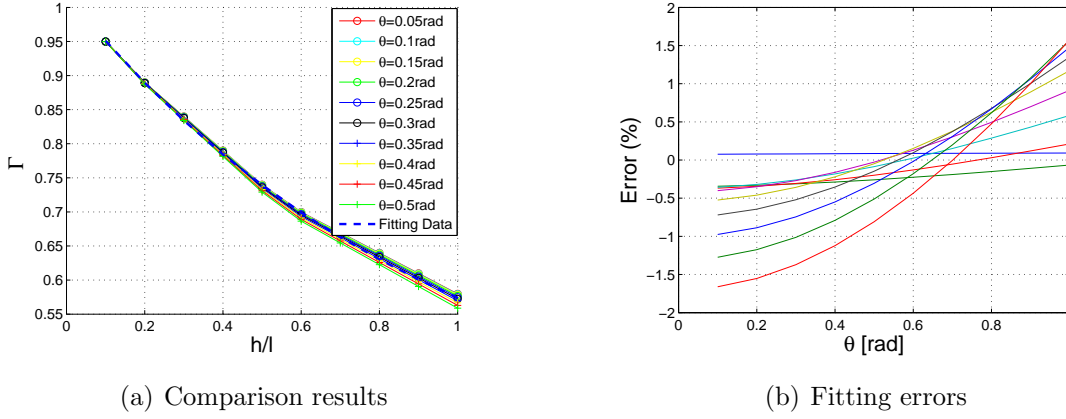 1
0.95
0.9
0.85
0.8
0.75
0.7
0.65
0.6
0.55
0
0.2
0.4
0.6
0.8
1
Γ
h/l
θ=0.05rad
θ=0.1rad
θ=0.15rad
θ=0.2rad
θ=0.25rad
θ=0.3rad
θ=0.35rad
θ=0.4rad
θ=0.45rad
θ=0.5rad
Fitting Data
(a) Comparison results
2
1.5
1
0.5
0
−0.5
−1
−1.5
−2
0
0.2
0.4
0.6
0.8
Error (%)
θ [rad]
(b) Fitting errors